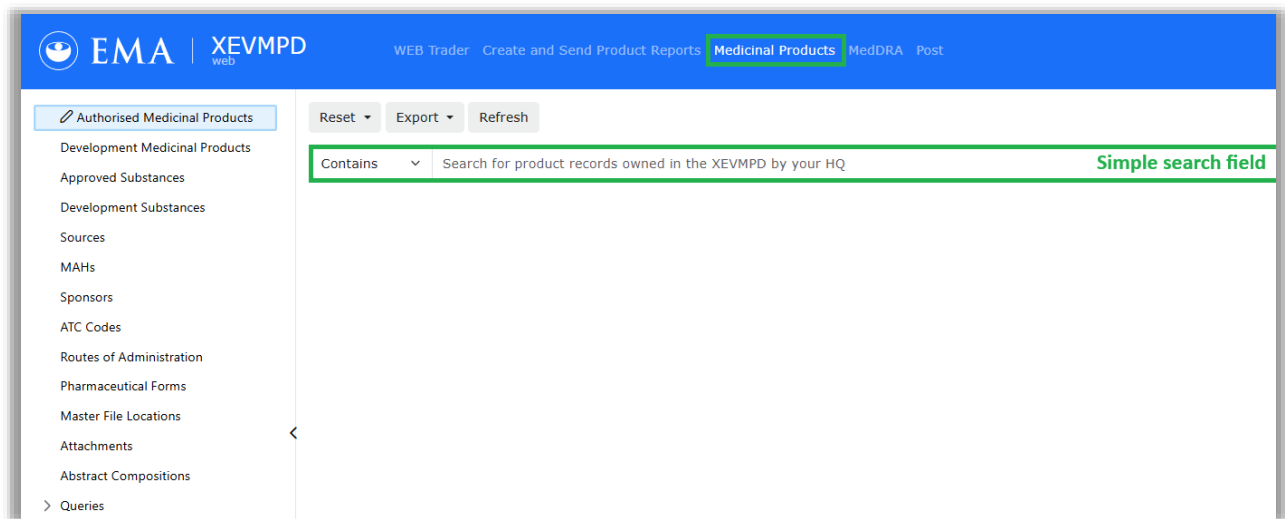 EMA | XEVMPD
web
WEB Trader Create and Send Product Reports Medicinal Products MedDRA Post
Authorised Medicinal Products
Development Medicinal Products
Approved Substances
Development Substances
Sources
MAHs
Sponsors
ATC Codes
Routes of Administration
Pharmaceutical Forms
Master File Locations
Attachments
Abstract Compositions
Queries
Reset Export Refresh
Contains Search for product records owned in the XEVMPD by your HQ Simple search field